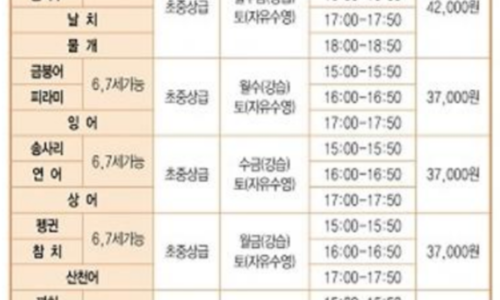 초중상급
토(자유수영)
42,000원
날 치
17:00-17:50
물 개
18:00-18:50
금붕어
6,7세가능
초중상급
월수(강습)
토(자유수영)
15:00-15:50
37,000원
피라미
16:00-16:50
잉 어
17:00-17:50
송사리
6,7세가능
초중상급
수금(강습)
토(자유수영)
15:00-15:50
37,000원
연 어
16:00-16:50
상 어
17:00-17:50
펭귄
6,7세가능
초중상급
월금(강습)
토(자유수영)
15:00-15:50
37,000원
참 치
16:00-16:50
산천어
17:00-17:50